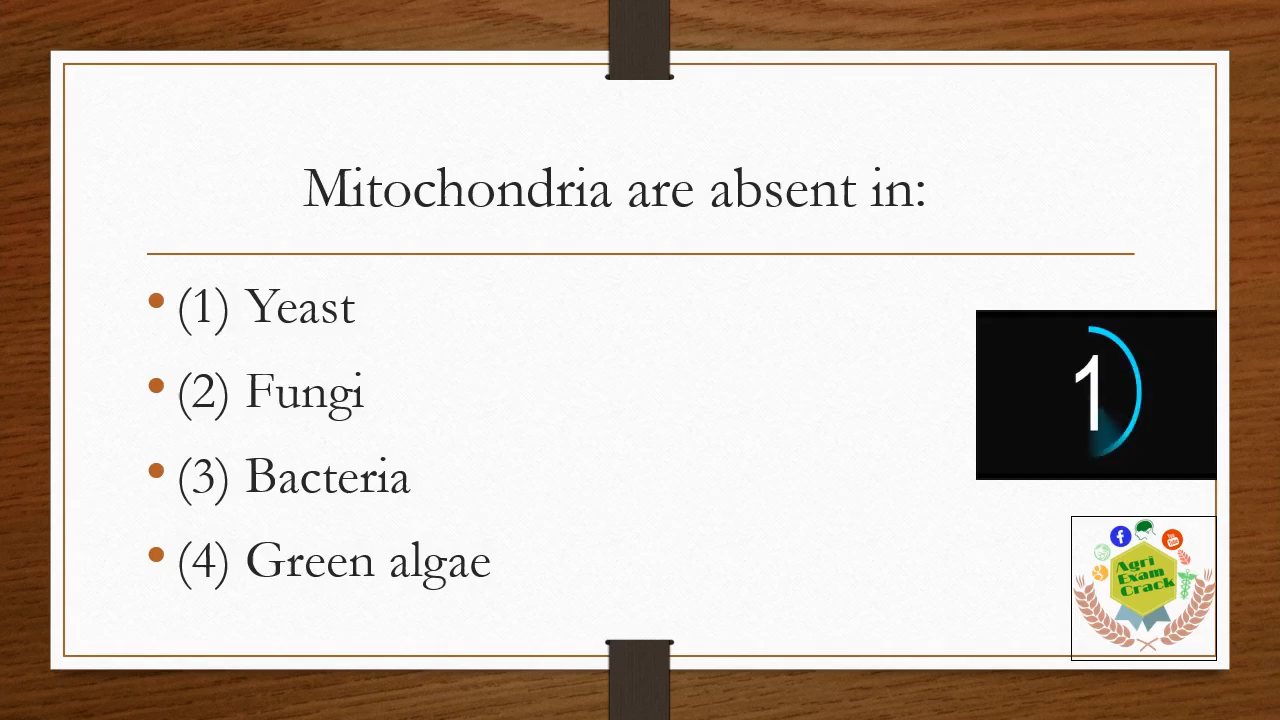 Mitochondria are absent in:
• (1) Yeast
• (2) Fungi
• (3) Bacteria
• (4) Green algae
1
Agri
Exam
Crack